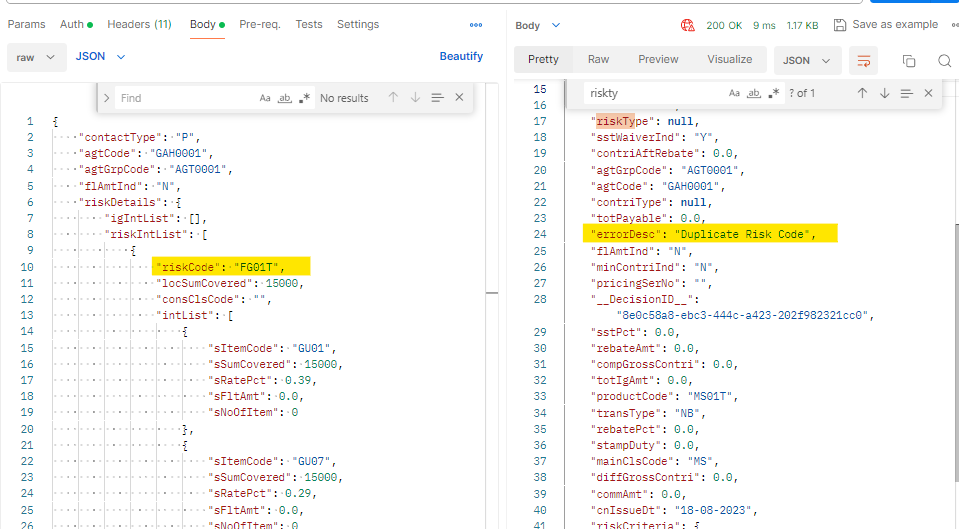 Params Auth Headers (11) Body Pre-req. Tests Settings
raw JSON Beautify
Find Aa ab .* No results
1 {
2 "contactType": "P",
3 "agtCode": "GAH0001",
4 "agtGrpCode": "AGT0001",
5 "flAmtInd": "N",
6 "riskDetails": {
7 "igIntList": [],
8 "riskIntList": [
9 {
10 "riskCode": "FG01T",
11 "locSumCovered": 15000,
12 "consClsCode": "",
13 "intList": [
14 {
15 "sItemCode": "GU01",
16 "sSumCovered": 15000,
17 "sRatePct": 0.39,
18 "sFltAmt": 0.0,
19 "sNoOfItem": 0
20 },
21 {
22 "sItemCode": "GU07",
23 "sSumCovered": 15000,
24 "sRatePct": 0.29,
25 "sFltAmt": 0.0,
26 "sNoOfItem": 0
Body 200 OK 9 ms 1.17 KB Save as example
Pretty Raw Preview Visualize JSON
riskty Aa ab .* ? of 1
15
16
17 "riskType": null,
18 "sstWaiverInd": "Y",
19 "contriAftRebate": 0.0,
20 "agtGrpCode": "AGT0001",
21 "agtCode": "GAH0001",
22 "contriType": null,
23 "totPayable": 0.0,
24 "errorDesc": "Duplicate Risk Code",
25 "flAmtInd": "N",
26 "minContriInd": "N",
27 "pricingSerNo": "",
28 "__DecisionID__":
"8e0c58a8-ebc3-444c-a423-202f982321cc0",
29 "sstPct": 0.0,
30 "rebateAmt": 0.0,
31 "compGrossContri": 0.0,
32 "totIgAmt": 0.0,
33 "productCode": "MS01T",
34 "transType": "NB",
35 "rebatePct": 0.0,
36 "stampDuty": 0.0,
37 "mainClsCode": "MS",
38 "diffGrossContri": 0.0,
39 "commAmt": 0.0,
40 "cnIssueDt": "18-08-2023",
41 "riskCriteria": {